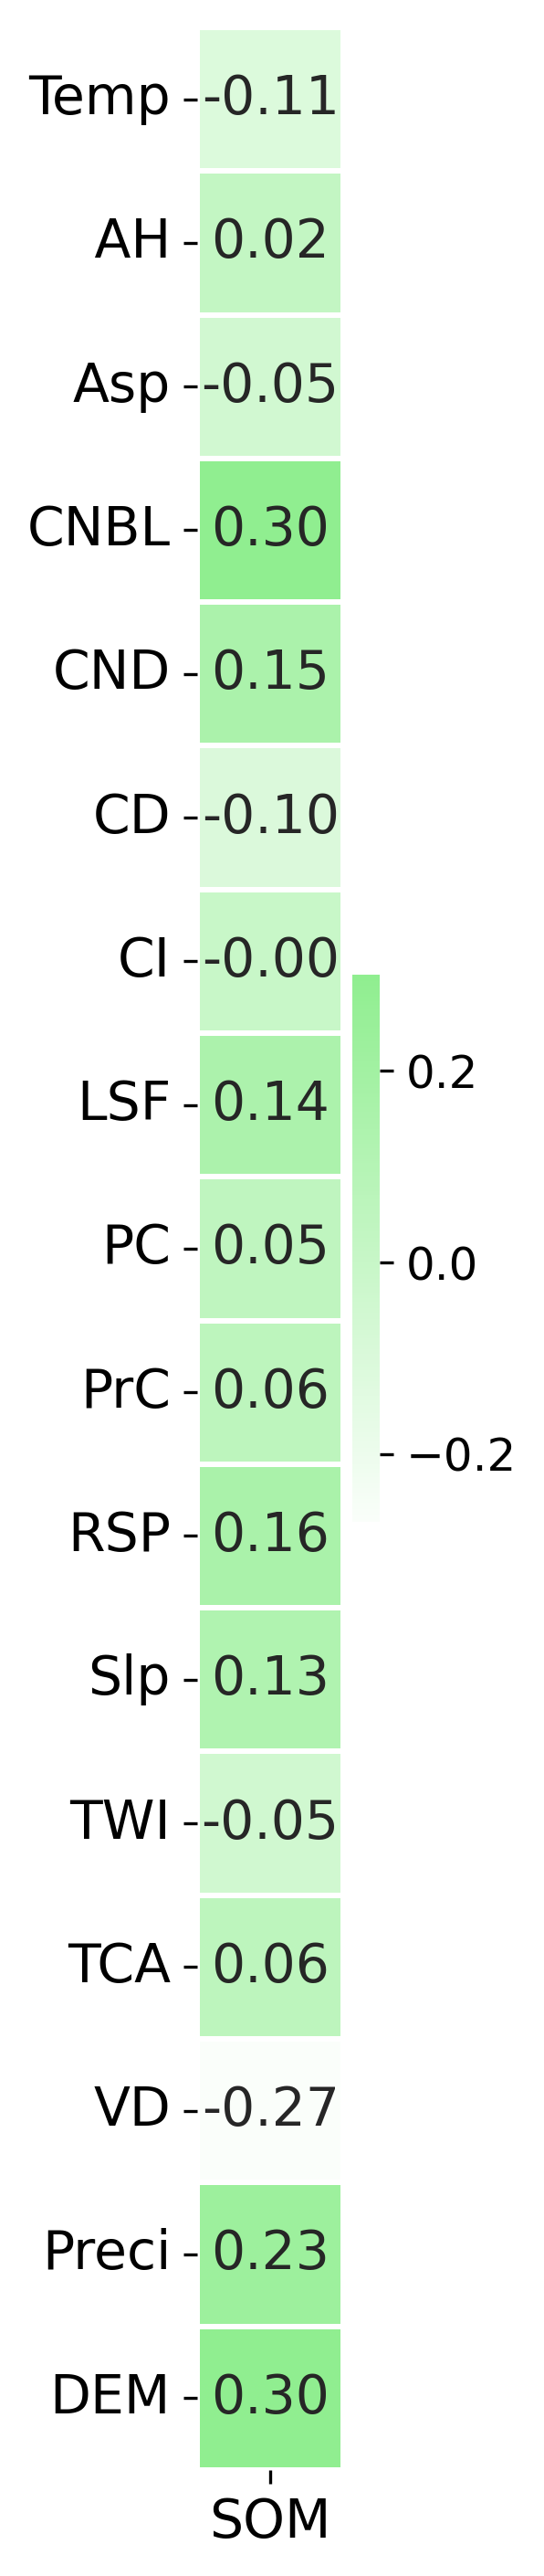 Temp -0.11
AH 0.02
Asp -0.05
CNBL 0.30
CND 0.15
CD -0.10
CI -0.00
LSF 0.14
0.2
PC 0.05
0.0
PrC 0.06
−0.2
RSP 0.16
Slp 0.13
TWI -0.05
TCA 0.06
VD -0.27
Preci 0.23
DEM 0.30
SOM